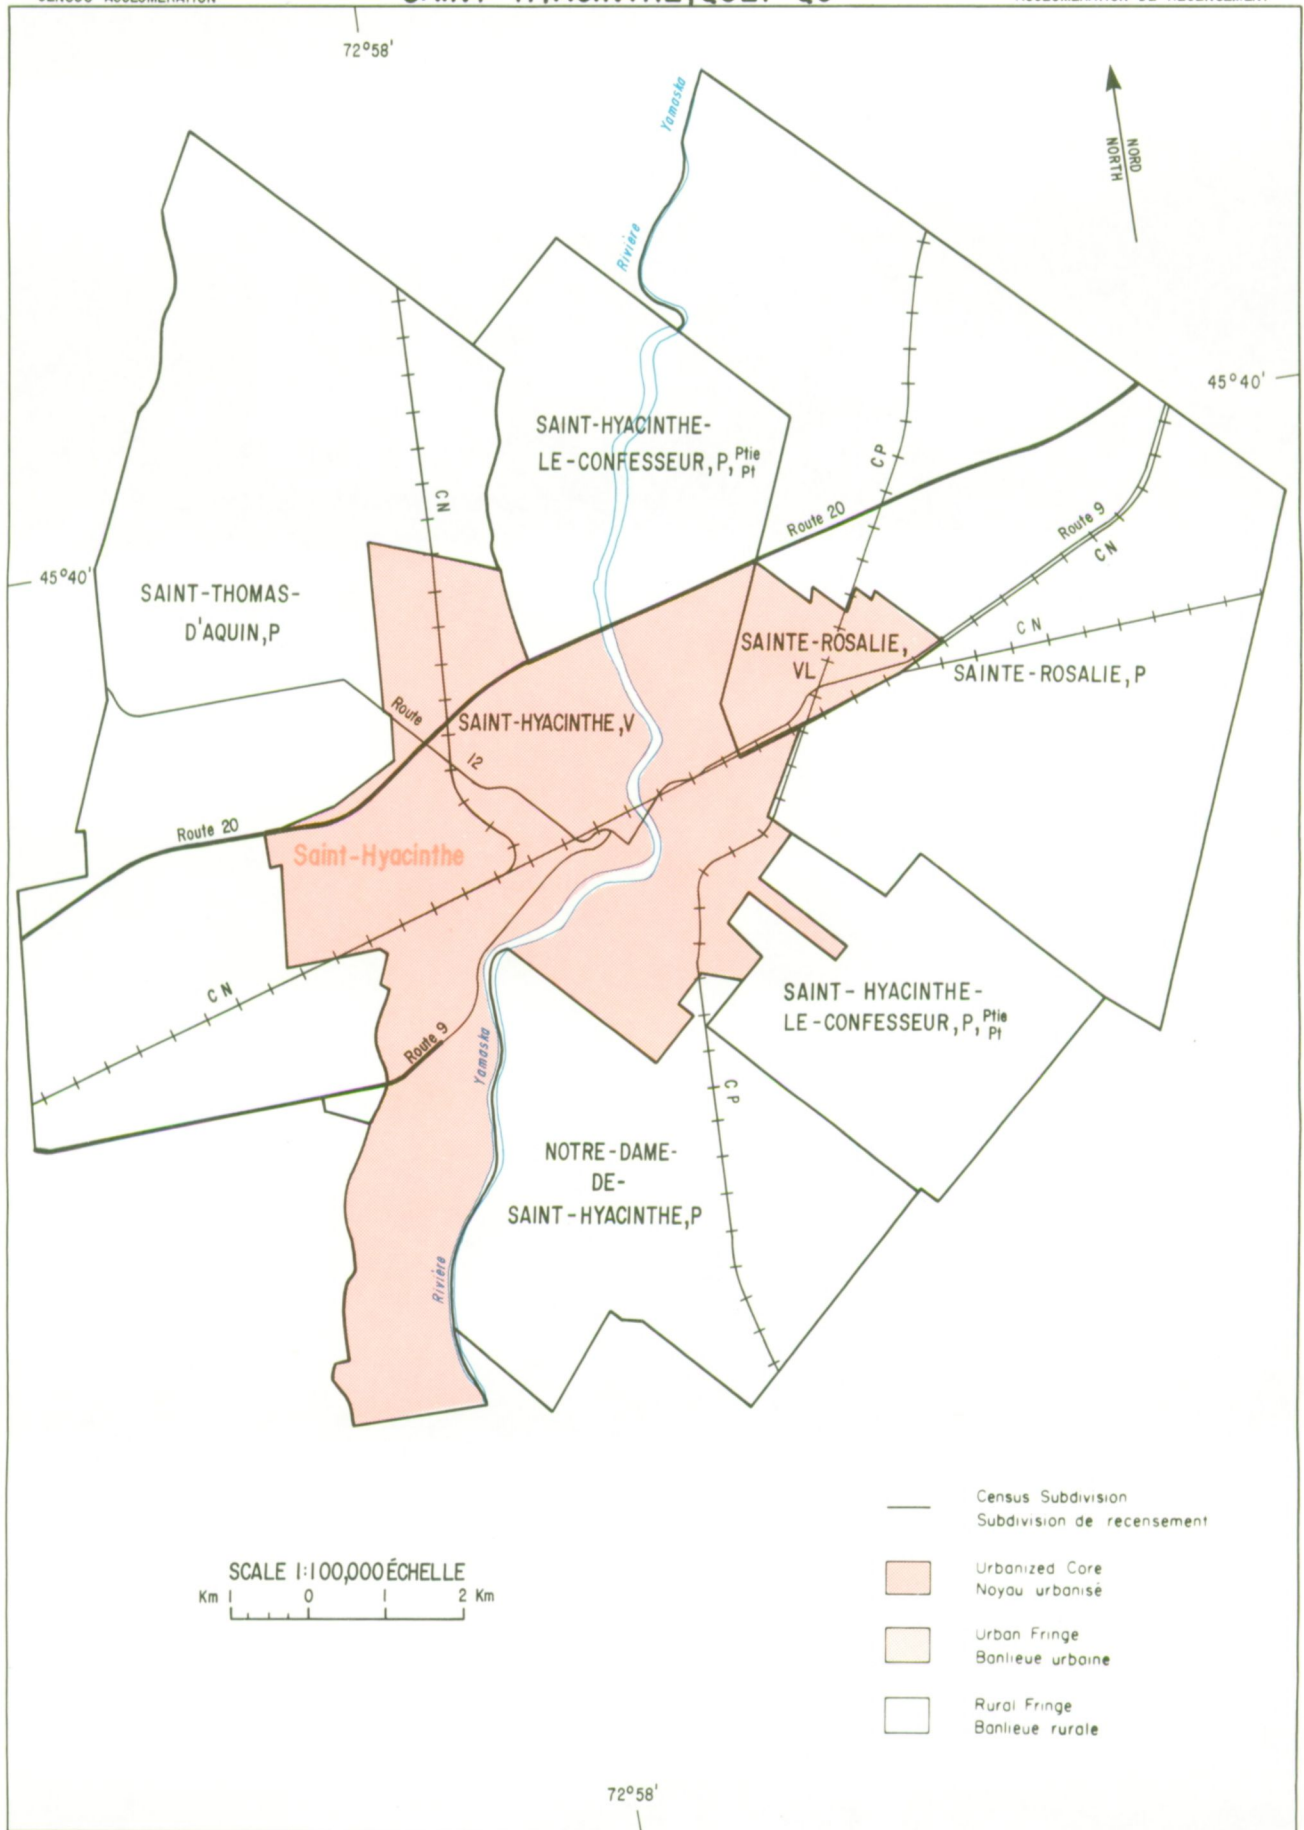 72°58'
Yamaska
Rivière
NORD
NORTH
45°40'
SAINT-HYACINTHE-
LE-CONFESSEUR, P, Ptie
Pt
CP
CN
Route 20
Route 9
CN
45°40'
SAINT-THOMAS-
D'AQUIN, P
CN
SAINTE-ROSALIE,
VL
SAINTE-ROSALIE, P
Route
12
SAINT-HYACINTHE, V
Route 20
Saint-Hyacinthe
CN
SAINT-HYACINTHE-
LE-CONFESSEUR, P, Ptie
Pt
Route 9
Yamaska
CP
NOTRE-DAME-
DE-
SAINT-HYACINTHE, P
Rivière
Census Subdivision
Subdivision de recensement
SCALE 1:100,000 ÉCHELLE
Km 1 0 1 2 Km
Urbanized Core
Noyau urbanisé
Urban Fringe
Banlieue urbaine
Rural Fringe
Banlieue rurale
72°58'